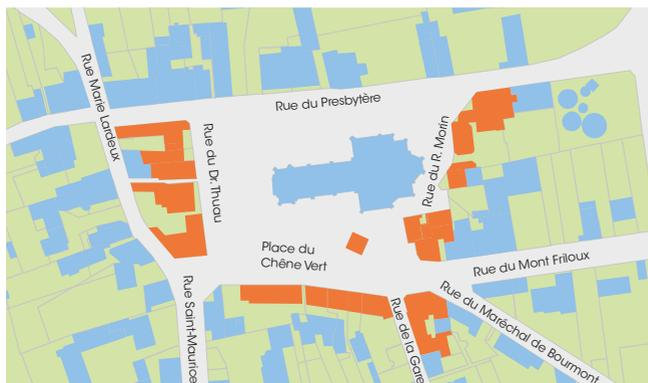 Rue Marie Lardeux
Rue du Presbytère
Rue du R. Morin
Rue du Dr. Thuau
Place du
Chêne Vert
Rue du Mont Friloux
Rue Saint-Maurice
Rue de la Gare
Rue du Maréchal de Bourmont